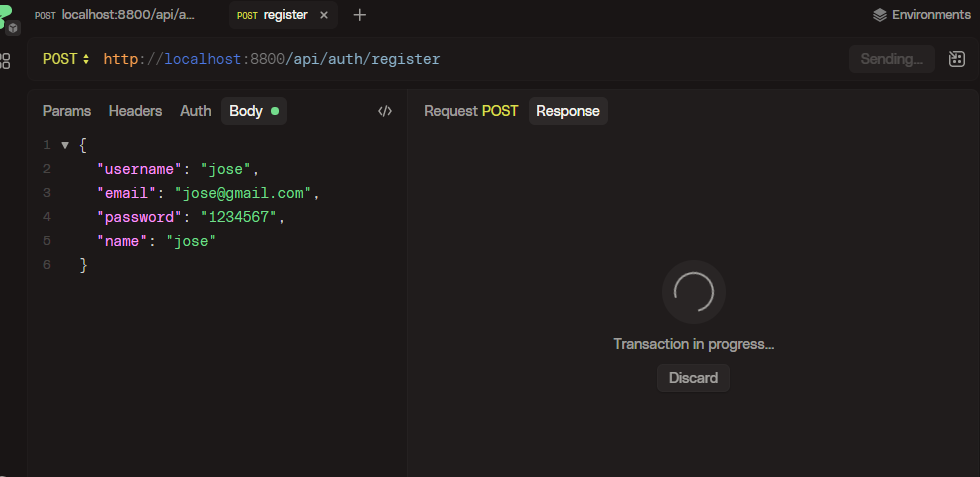 POST localhost:8800/api/a... POST register × + Environments
POST http://localhost:8800/api/auth/register Sending...
Params Headers Auth Body </> Request POST Response
1 ▼ {
2 "username": "jose",
3 "email": "jose@gmail.com",
4 "password": "1234567",
5 "name": "jose"
6 }
Transaction in progress...
Discard